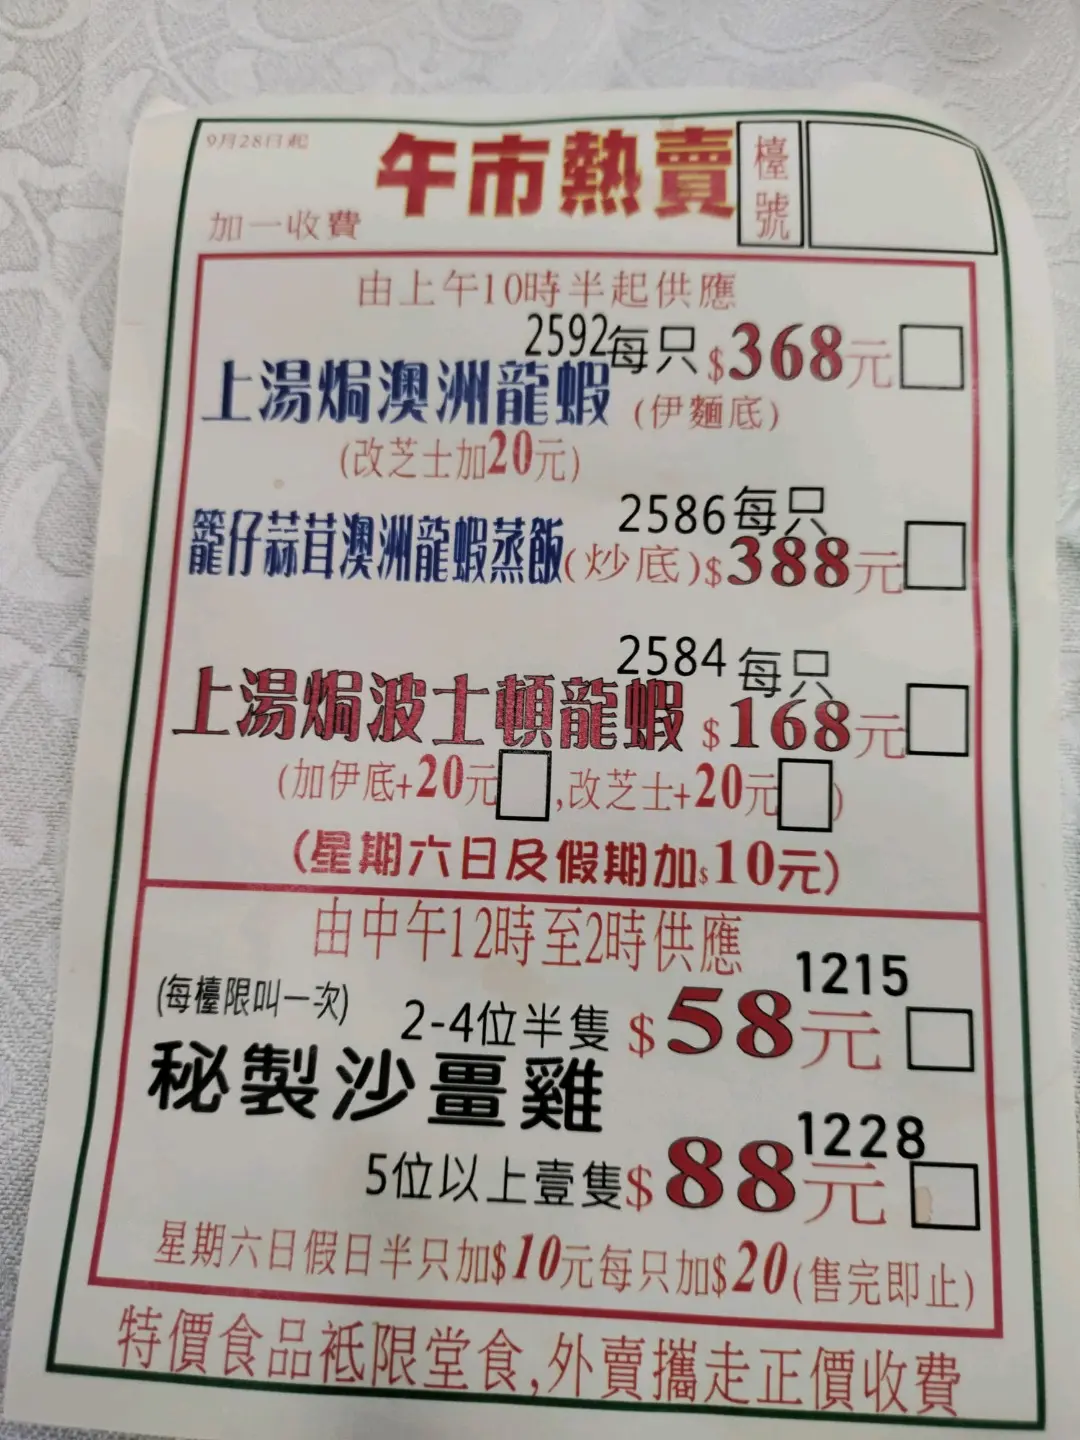 9月28日起
午市熱賣
檯號
加一收費
由上午10時半起供應
2592每只$368元
上湯焗澳洲龍蝦(伊麵底)
(改芝士加20元)
2586每只
籠仔蒜茸澳洲龍蝦蒸飯(炒底)$388元
2584每只
上湯焗波士頓龍蝦$168元
(加伊底+20元,改芝士+20元)
(星期六日及假期加$10元)
由中午12時至2時供應
1215
(每檯限叫一次) 2-4位半隻$58元
秘製沙畺雞
1228
5位以上壹隻$88元
星期六日假日半只加$10元每只加$20(售完即止)
特價食品祗限堂食,外賣攜走正價收費